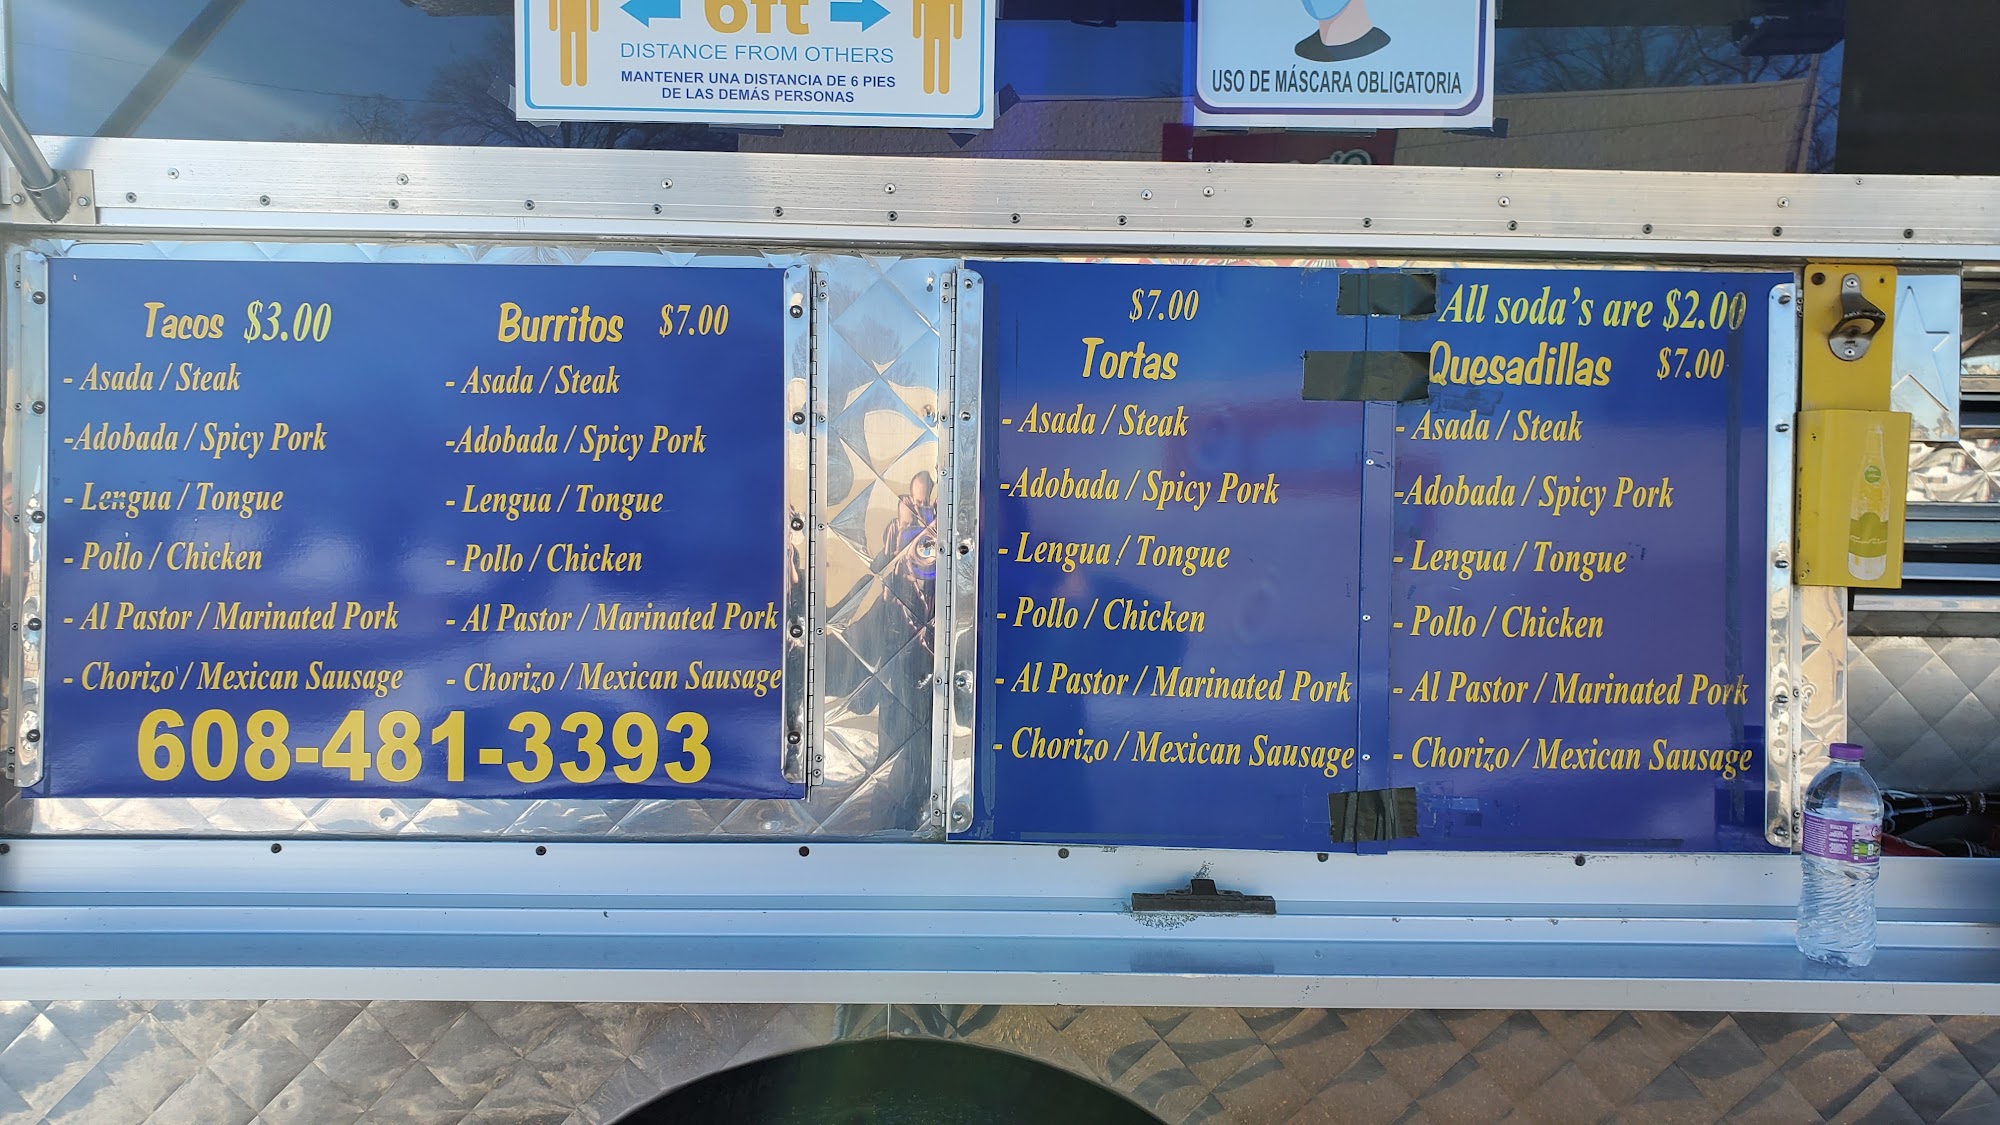 6ft
DISTANCE FROM OTHERS
MANTENER UNA DISTANCIA DE 6 PIES
DE LAS DEMÁS PERSONAS
USO DE MÁSCARA OBLIGATORIA
Tacos $3.00
- Asada / Steak
-Adobada / Spicy Pork
- Lengua / Tongue
- Pollo / Chicken
- Al Pastor / Marinated Pork
- Chorizo / Mexican Sausage
Burritos $7.00
- Asada / Steak
-Adobada / Spicy Pork
- Lengua / Tongue
- Pollo / Chicken
- Al Pastor / Marinated Pork
- Chorizo / Mexican Sausage
608-481-3393
$7.00
Tortas
- Asada / Steak
-Adobada / Spicy Pork
- Lengua / Tongue
- Pollo / Chicken
- Al Pastor / Marinated Pork
- Chorizo / Mexican Sausage
All soda's are $2.00
Quesadillas $7.00
- Asada / Steak
-Adobada / Spicy Pork
- Lengua / Tongue
- Pollo / Chicken
- Al Pastor / Marinated Pork
- Chorizo / Mexican Sausage